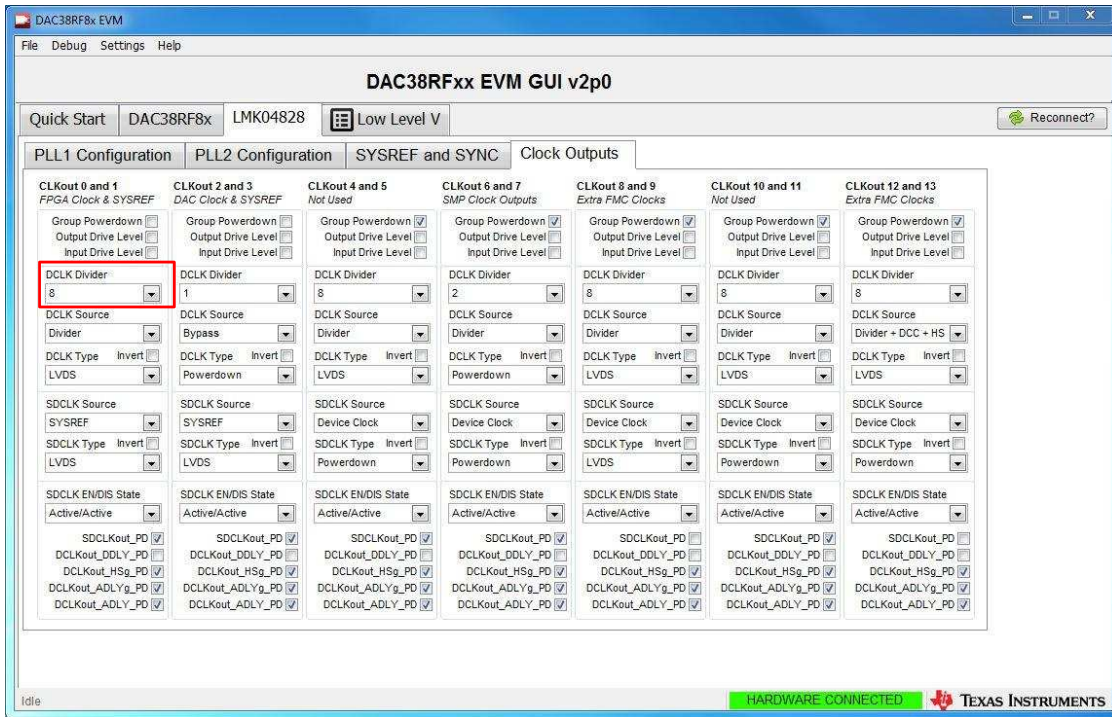 DAC38RF8x EVM
File Debug Settings Help
DAC38RFxx EVM GUI v2p0
Quick Start DAC38RF8x LMK04828 Low Level V Reconnect?
PLL1 Configuration PLL2 Configuration SYSREF and SYNC Clock Outputs
CLKout 0 and 1 CLKout 2 and 3 CLKout 4 and 5 CLKout 6 and 7 CLKout 8 and 9 CLKout 10 and 11 CLKout 12 and 13
FPGA Clock & SYSREF DAC Clock & SYSREF Not Used SMP Clock Outputs Extra FMC Clocks Not Used Extra FMC Clocks
Group Powerdown Group Powerdown Group Powerdown Group Powerdown Group Powerdown Group Powerdown Group Powerdown
Output Drive Level Output Drive Level Output Drive Level Output Drive Level Output Drive Level Output Drive Level Output Drive Level
Input Drive Level Input Drive Level Input Drive Level Input Drive Level Input Drive Level Input Drive Level Input Drive Level
DCLK Divider DCLK Divider DCLK Divider DCLK Divider DCLK Divider DCLK Divider DCLK Divider
8 1 8 2 8 8 8
DCLK Source DCLK Source DCLK Source DCLK Source DCLK Source DCLK Source DCLK Source
Divider Bypass Divider Divider Divider Divider Divider + DCC + HS
DCLK Type Invert DCLK Type Invert DCLK Type Invert DCLK Type Invert DCLK Type Invert DCLK Type Invert DCLK Type Invert
LVDS Powerdown LVDS Powerdown LVDS LVDS LVDS
SDCLK Source SDCLK Source SDCLK Source SDCLK Source SDCLK Source SDCLK Source SDCLK Source
SYSREF SYSREF Device Clock Device Clock Device Clock Device Clock Device Clock
SDCLK Type Invert SDCLK Type Invert SDCLK Type Invert SDCLK Type Invert SDCLK Type Invert SDCLK Type Invert SDCLK Type Invert
LVDS LVDS Powerdown Powerdown LVDS Powerdown Powerdown
SDCLK EN/DIS State SDCLK EN/DIS State SDCLK EN/DIS State SDCLK EN/DIS State SDCLK EN/DIS State SDCLK EN/DIS State SDCLK EN/DIS State
Active/Active Active/Active Active/Active Active/Active Active/Active Active/Active Active/Active
SDCLKout_PD SDCLKout_PD SDCLKout_PD SDCLKout_PD SDCLKout_PD SDCLKout_PD SDCLKout_PD
DCLKout_DDLY_PD DCLKout_DDLY_PD DCLKout_DDLY_PD DCLKout_DDLY_PD DCLKout_DDLY_PD DCLKout_DDLY_PD DCLKout_DDLY_PD
DCLKout_HSg_PD DCLKout_HSg_PD DCLKout_HSg_PD DCLKout_HSg_PD DCLKout_HSg_PD DCLKout_HSg_PD DCLKout_HSg_PD
DCLKout_ADLYg_PD DCLKout_ADLYg_PD DCLKout_ADLYg_PD DCLKout_ADLYg_PD DCLKout_ADLYg_PD DCLKout_ADLYg_PD DCLKout_ADLYg_PD
DCLKout_ADLY_PD DCLKout_ADLY_PD DCLKout_ADLY_PD DCLKout_ADLY_PD DCLKout_ADLY_PD DCLKout_ADLY_PD DCLKout_ADLY_PD
Idle HARDWARE CONNECTED TEXAS INSTRUMENTS